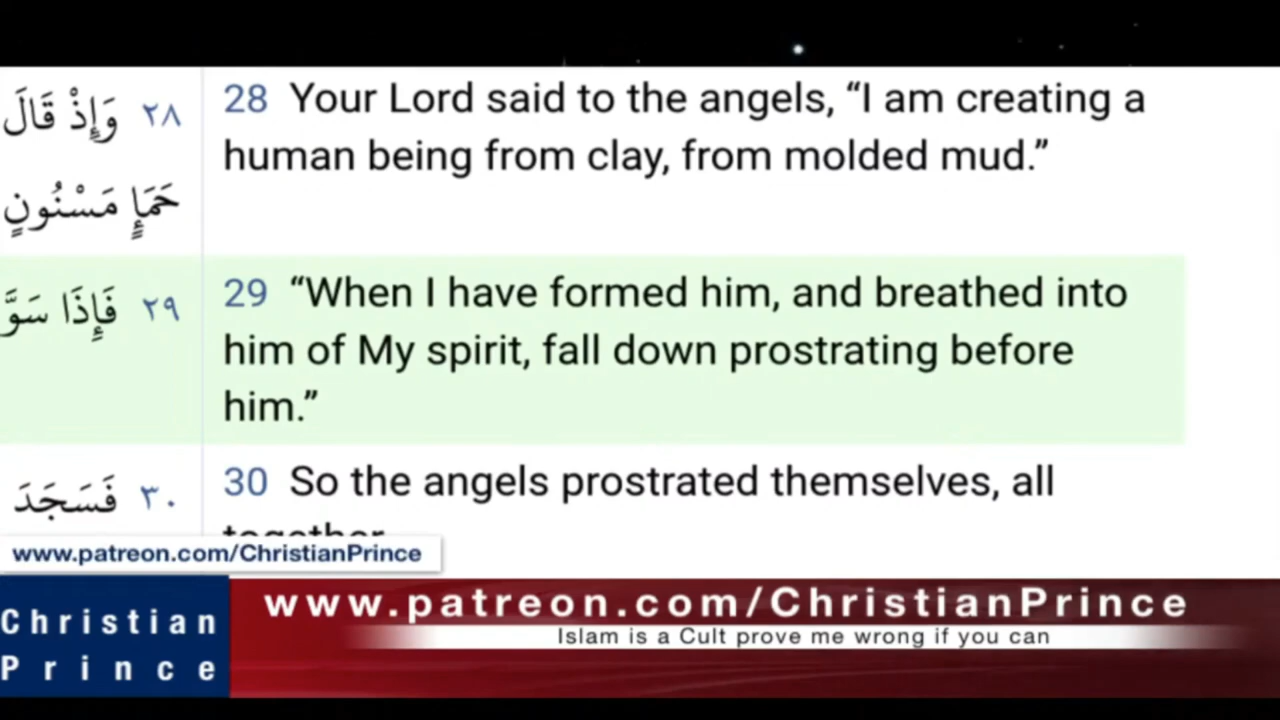 وَإِذْ قَالَ ٢٨
حَمَإٍ مَسْنُونٍ
28 Your Lord said to the angels, “I am creating a
human being from clay, from molded mud.”
فَإِذَا سَوَّ ٢٩
29 “When I have formed him, and breathed into
him of My spirit, fall down prostrating before
him.”
فَسَجَدَ ٣٠
30 So the angels prostrated themselves, all
together
www.patreon.com/ChristianPrince
Christian
Prince
www.patreon.com/ChristianPrince
Islam is a Cult prove me wrong if you can